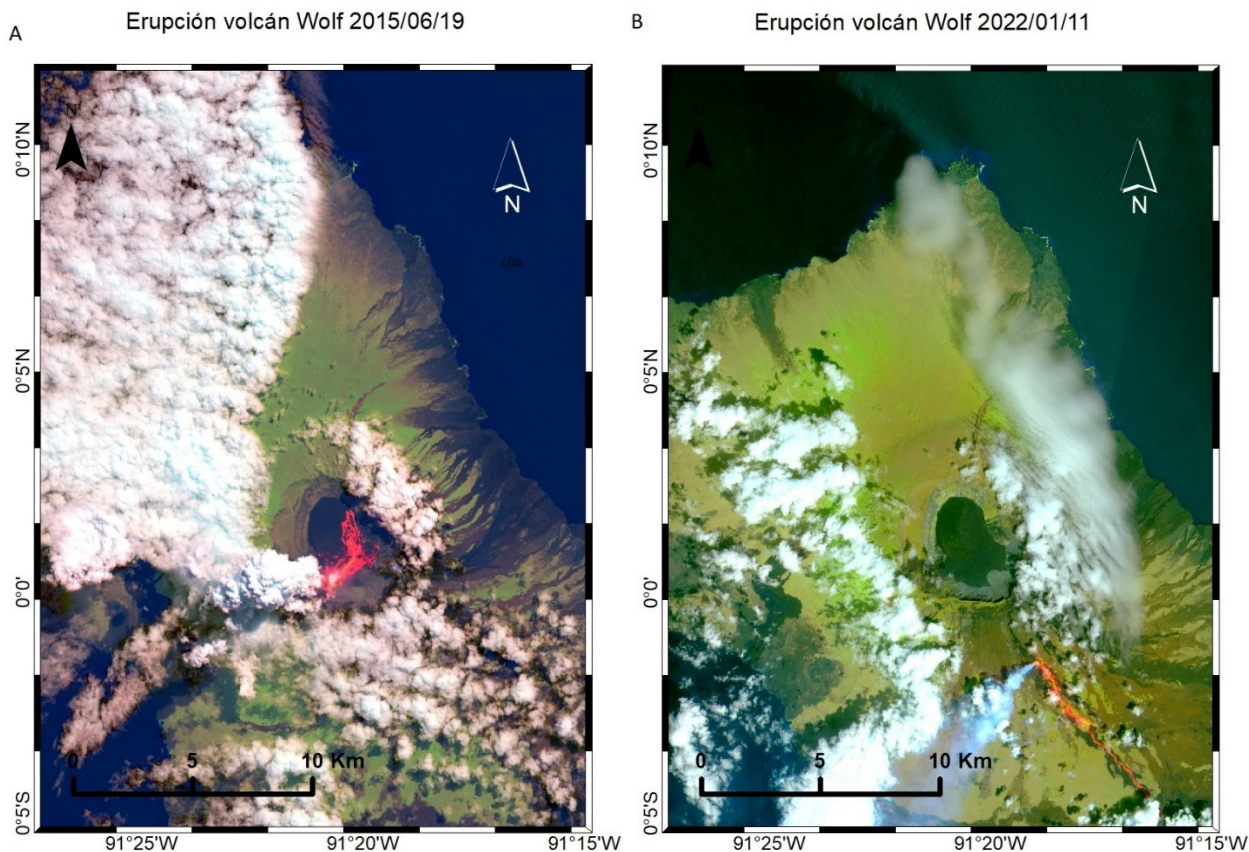 A
Erupción volcán Wolf 2015/06/19
N
N
0°10'N
0°5'N
0°0'
0°5'S
0 5 10 Km
91°25'W 91°20'W 91°15'W
B
Erupción volcán Wolf 2022/01/11
N
0°10'N
0°5'N
0°0'
0°5'S
0 5 10 Km
91°25'W 91°20'W 91°15'W